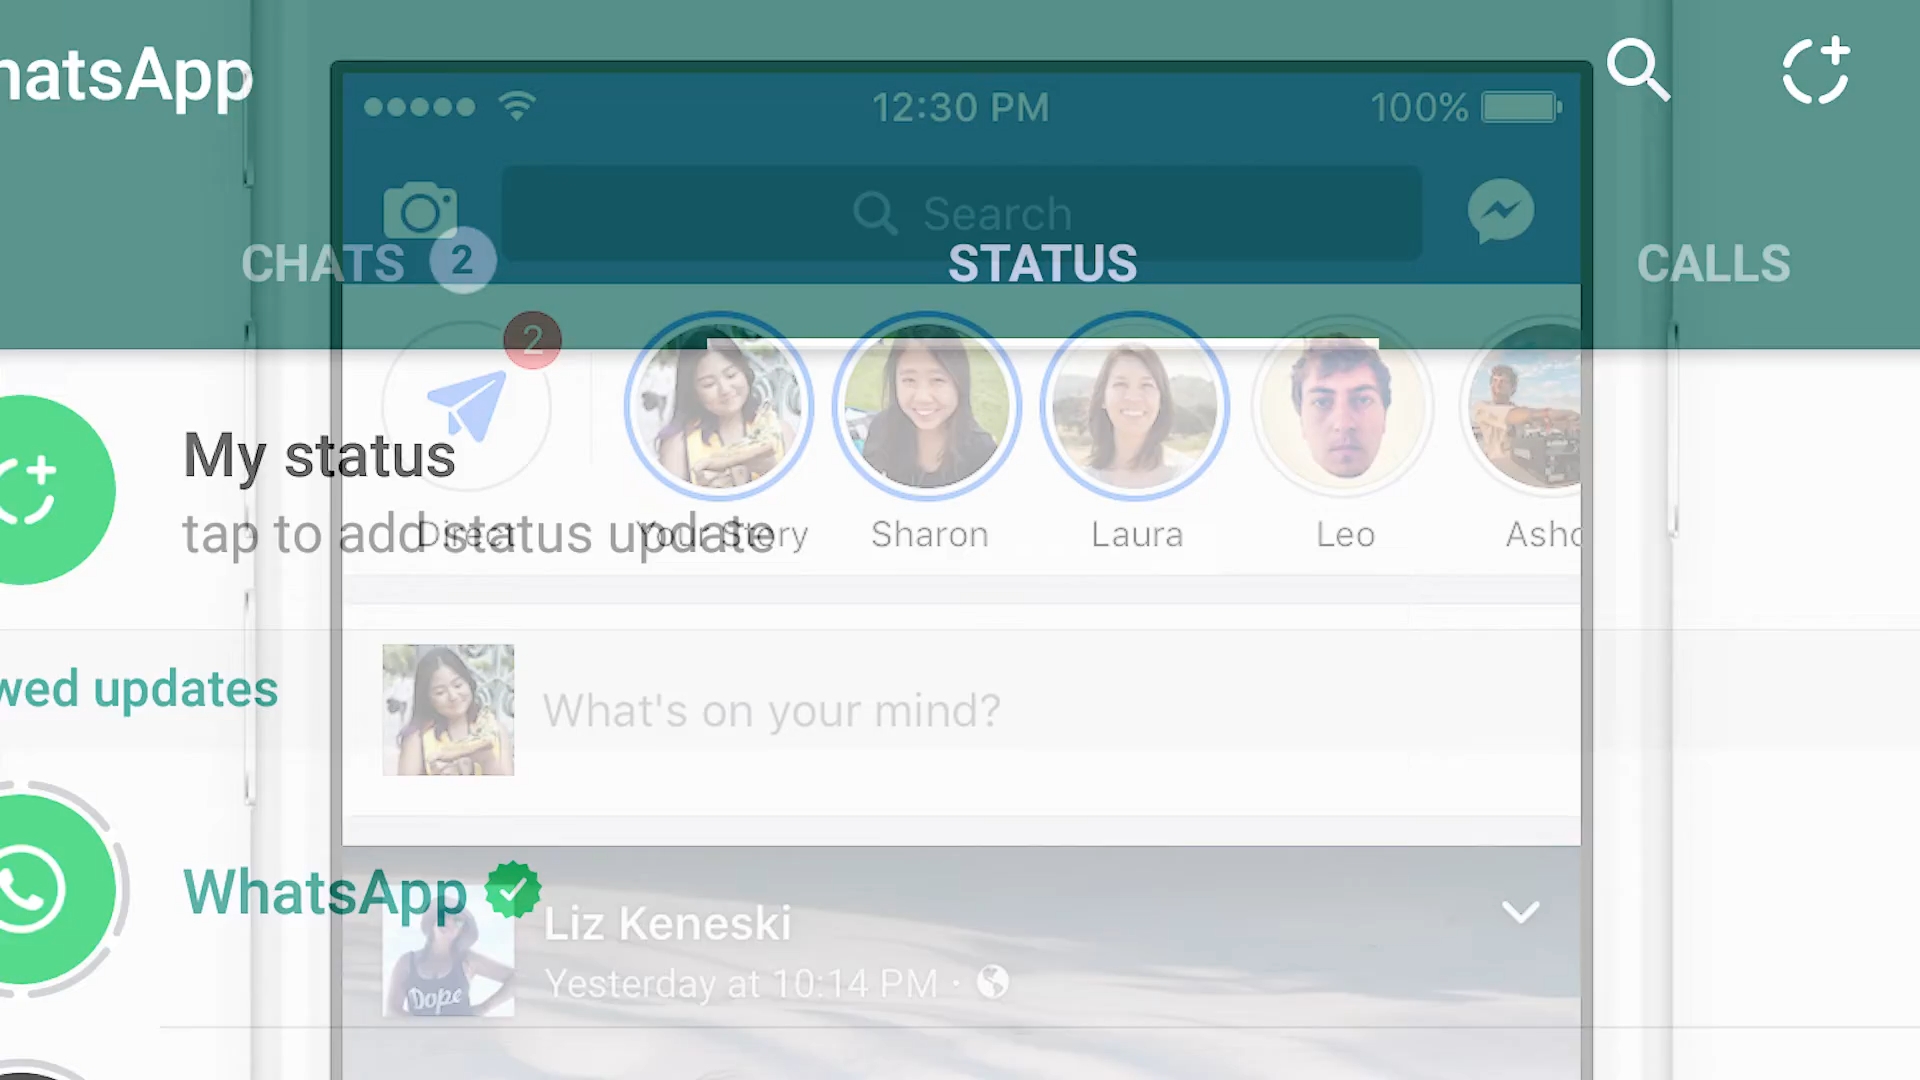 hatsApp
12:30 PM
100%
Search
CHATS 2
STATUS
CALLS
2
My status
tap to add status update
Direct
Your Story
Sharon
Laura
Leo
Asho
wed updates
What's on your mind?
WhatsApp
Liz Keneski
Yesterday at 10:14 PM ·
Dope